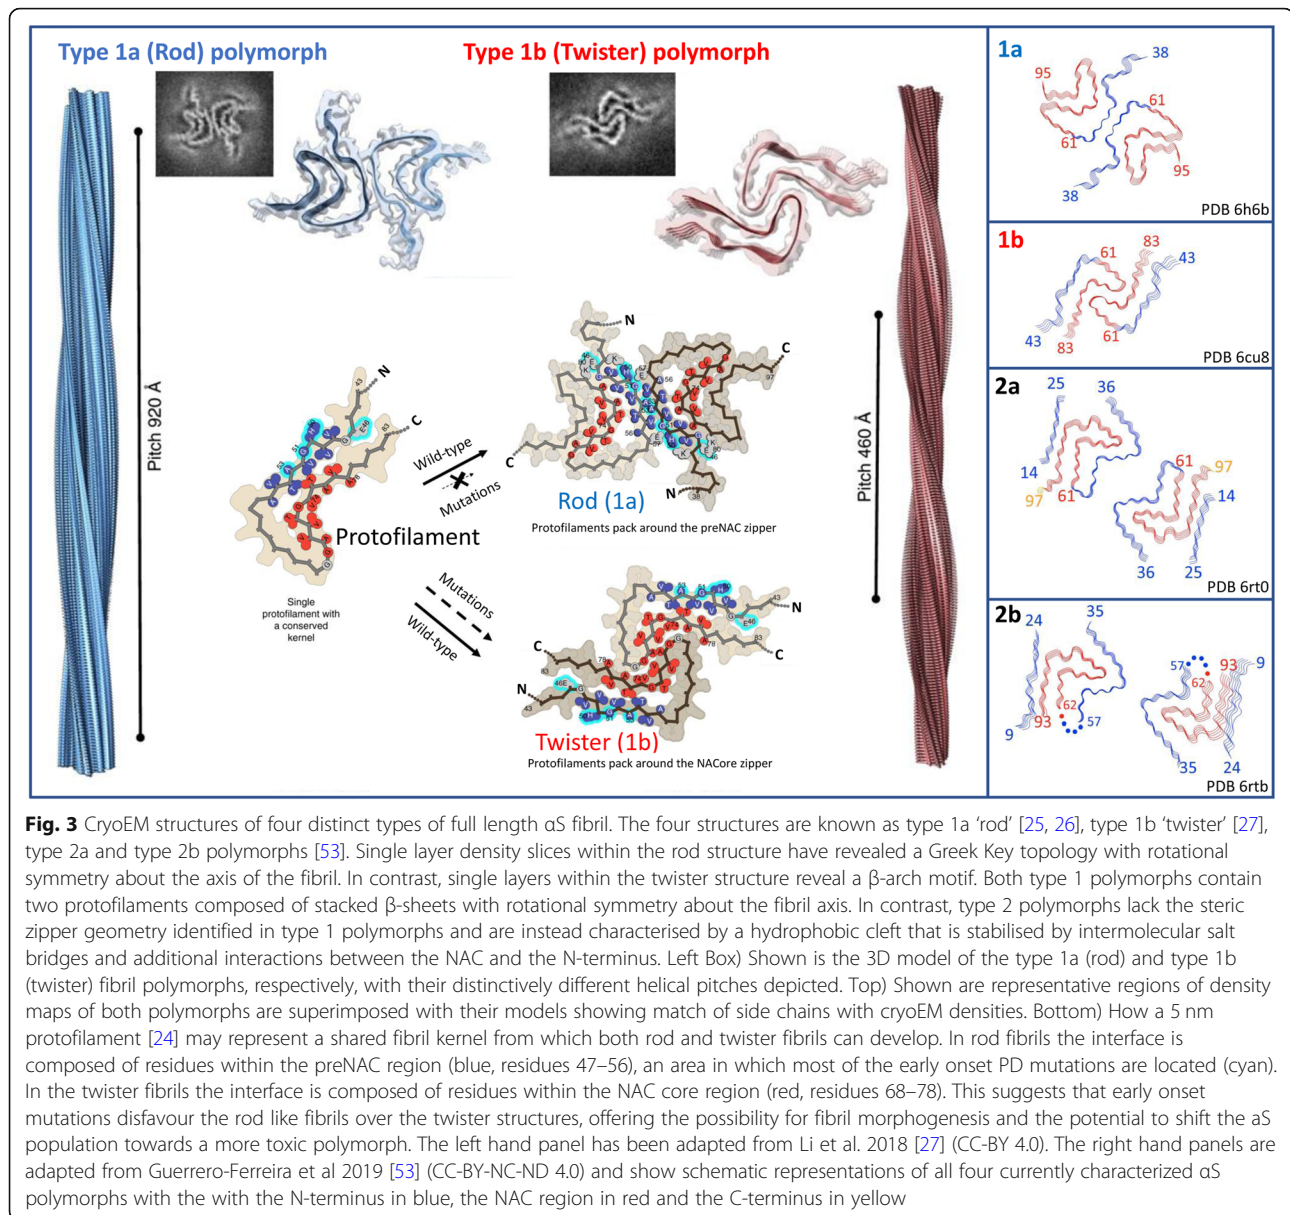 Type 1a (Rod) polymorph
Type 1b (Twister) polymorph
Pitch 920 Å
N
43
E46
83
C
Protofilament
Single
protofilament with
a conserved
kernel
Wild-type
Mutations
Mutations
Wild-type
N
C
97
C
N
38
Rod (1a)
Protofilaments pack around the preNAC zipper
43
N
E46
83
C
78
C
83
N
46E
43
Twister (1b)
Protofilaments pack around the NACore zipper
Pitch 460 Å
1a
38
95
61
61
95
38
PDB 6h6b
1b
83
61
43
43
61
83
PDB 6cu8
2a
25
36
61
97
14
14
61
97
36
25
PDB 6rt0
2b
35
24
57
93
9
62
62
93
57
9
35
24
PDB 6rtb
Fig. 3 CryoEM structures of four distinct types of full length αS fibril. The four structures are known as type 1a ‘rod’ [25, 26], type 1b ‘twister’ [27],
type 2a and type 2b polymorphs [53]. Single layer density slices within the rod structure have revealed a Greek Key topology with rotational
symmetry about the axis of the fibril. In contrast, single layers within the twister structure reveal a β-arch motif. Both type 1 polymorphs contain
two protofilaments composed of stacked β-sheets with rotational symmetry about the fibril axis. In contrast, type 2 polymorphs lack the steric
zipper geometry identified in type 1 polymorphs and are instead characterised by a hydrophobic cleft that is stabilised by intermolecular salt
bridges and additional interactions between the NAC and the N-terminus. Left Box) Shown is the 3D model of the type 1a (rod) and type 1b
(twister) fibril polymorphs, respectively, with their distinctively different helical pitches depicted. Top) Shown are representative regions of density
maps of both polymorphs are superimposed with their models showing match of side chains with cryoEM densities. Bottom) How a 5 nm
protofilament [24] may represent a shared fibril kernel from which both rod and twister fibrils can develop. In rod fibrils the interface is
composed of residues within the preNAC region (blue, residues 47–56), an area in which most of the early onset PD mutations are located (cyan).
In the twister fibrils the interface is composed of residues within the NAC core region (red, residues 68–78). This suggests that early onset
mutations disfavour the rod like fibrils over the twister structures, offering the possibility for fibril morphogenesis and the potential to shift the aS
population towards a more toxic polymorph. The left hand panel has been adapted from Li et al. 2018 [27] (CC-BY 4.0). The right hand panels are
adapted from Guerrero-Ferreira et al 2019 [53] (CC-BY-NC-ND 4.0) and show schematic representations of all four currently characterized αS
polymorphs with the with the N-terminus in blue, the NAC region in red and the C-terminus in yellow